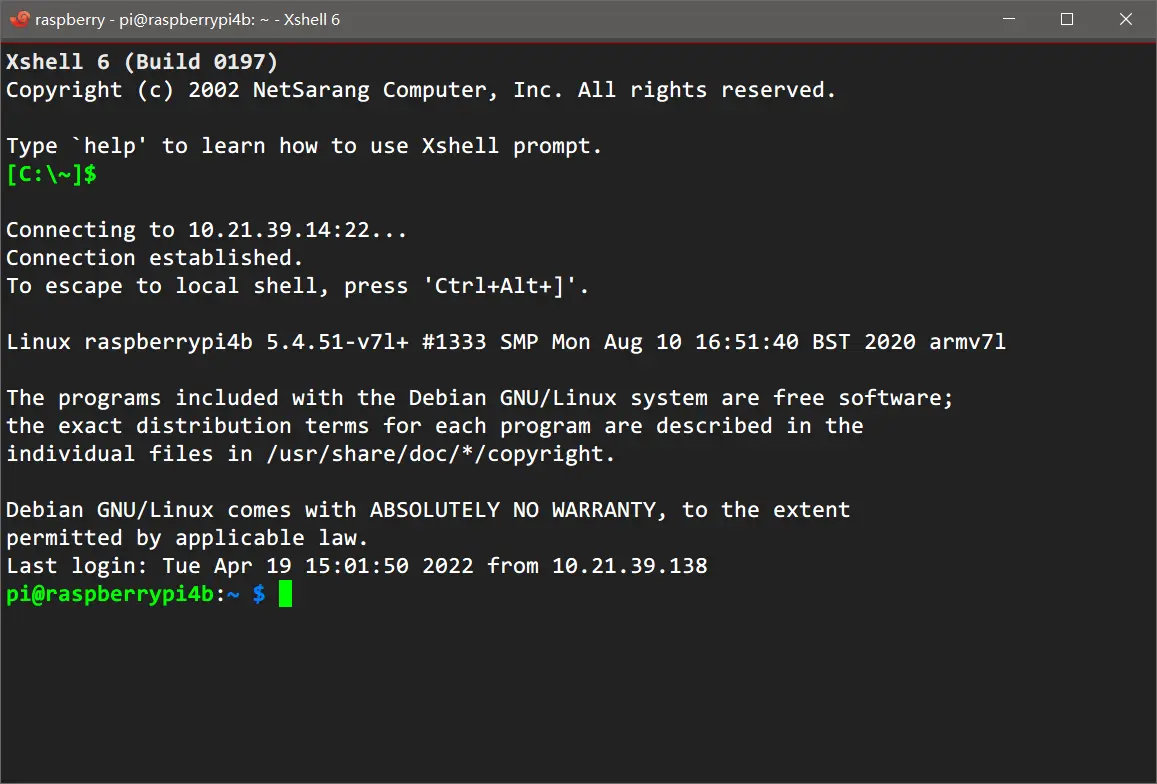 raspberry - pi@raspberrypi4b: ~ - Xshell 6
Xshell 6 (Build 0197)
Copyright (c) 2002 NetSarang Computer, Inc. All rights reserved.
Type `help' to learn how to use Xshell prompt.
[C:\~]$
Connecting to 10.21.39.14:22...
Connection established.
To escape to local shell, press 'Ctrl+Alt+]'.
Linux raspberrypi4b 5.4.51-v7l+ #1333 SMP Mon Aug 10 16:51:40 BST 2020 armv7l
The programs included with the Debian GNU/Linux system are free software;
the exact distribution terms for each program are described in the
individual files in /usr/share/doc/*/copyright.
Debian GNU/Linux comes with ABSOLUTELY NO WARRANTY, to the extent
permitted by applicable law.
Last login: Tue Apr 19 15:01:50 2022 from 10.21.39.138
pi@raspberrypi4b:~ $